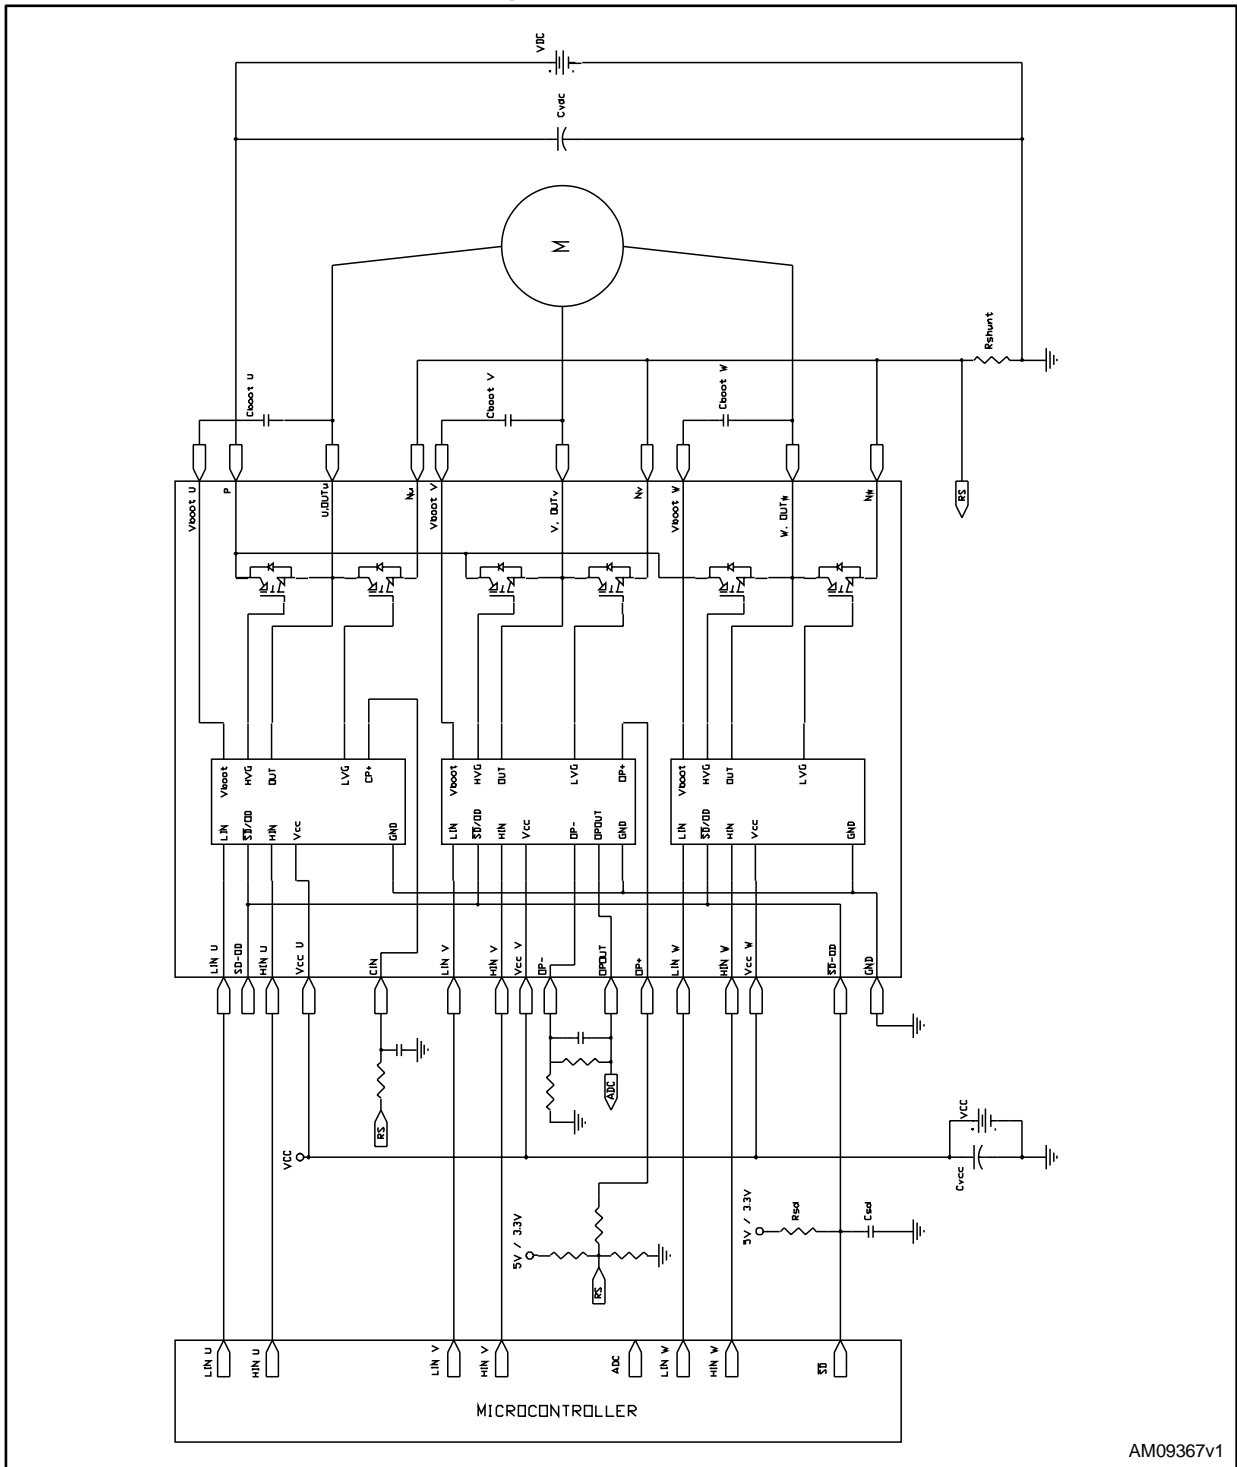 VDC
Cvdc
M
Rshunt
Cboot U
Cboot V
Cboot W
Vboot U
P
U,OUTu
Nu
Vboot V
V, OUTv
Nv
Vboot W
W, OUTw
Nw
RS
Vboot
HVG
OUT
LVG
CP+
LIN
SD/OD
HIN
Vcc
GND
Vboot
HVG
OUT
LVG
OP+
LIN
SD/OD
HIN
Vcc
OP-
OPOUT
GND
Vboot
HVG
OUT
LVG
LIN
SD/OD
HIN
Vcc
GND
LIN U
SD-OD
HIN U
Vcc U
CIN
LIN V
HIN V
Vcc V
OP-
OPOUT
OP+
LIN W
HIN W
Vcc W
SD-OD
GND
RS
ADC
VCC
VCC
Cvcc
5V / 3.3V
RS
5V / 3.3V
Rsd
Csd
LIN U
HIN U
LIN V
HIN V
ADC
LIN W
HIN W
SD
MICROCONTROLLER
AM09367v1